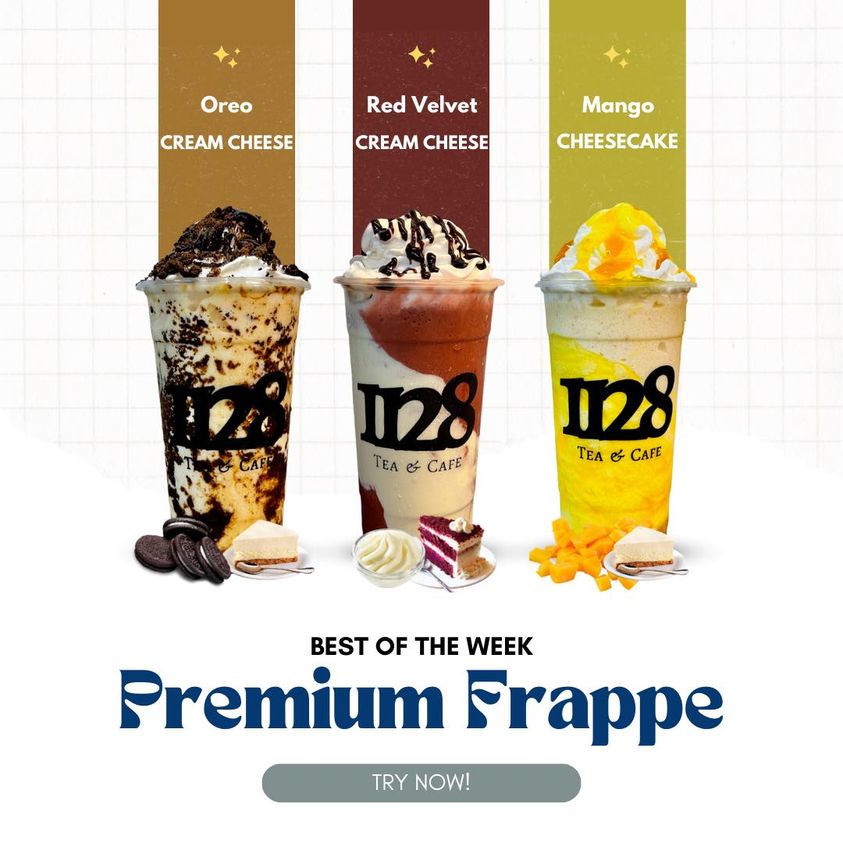 Oreo
CREAM CHEESE
Red Velvet
CREAM CHEESE
Mango
CHEESECAKE
1128
TEA & CAFE
1128
TEA & CAFE
1128
TEA & CAFE
BEST OF THE WEEK
Premium Frappe
TRY NOW!